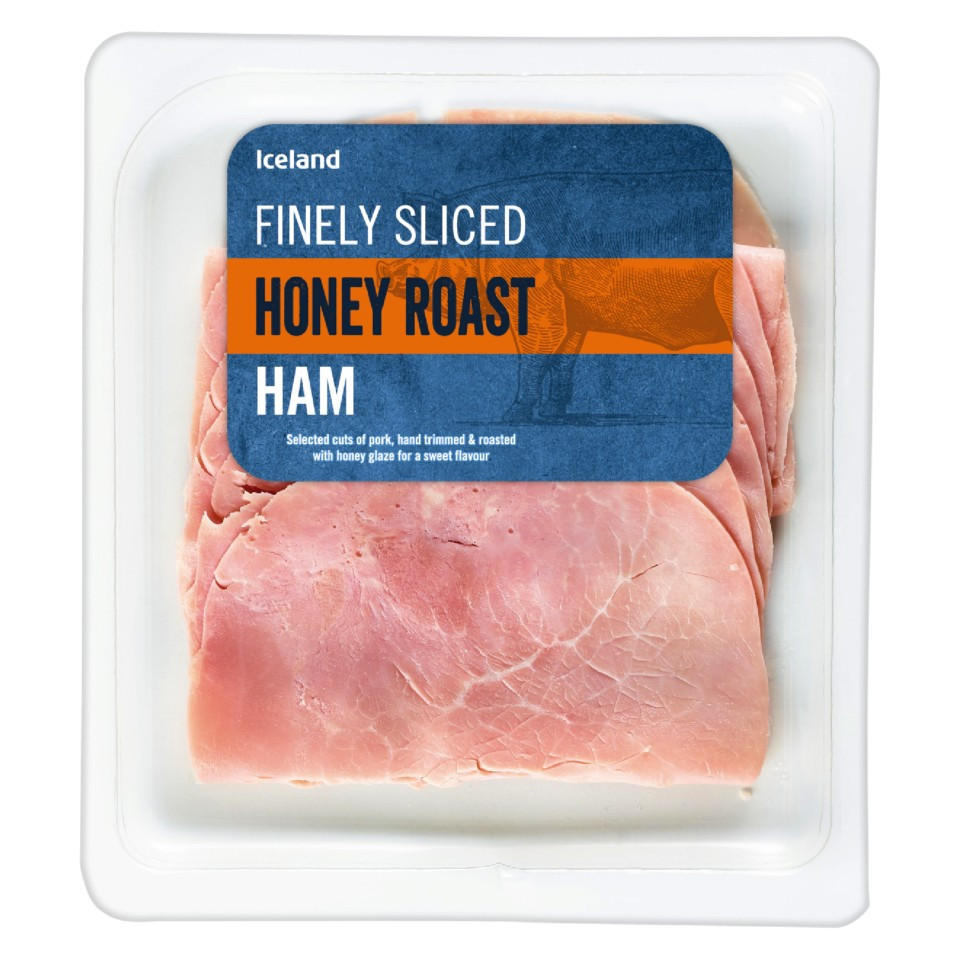 Iceland
FINELY SLICED
HONEY ROAST
HAM
Selected cuts of pork, hand trimmed & roasted
with honey glaze for a sweet flavour